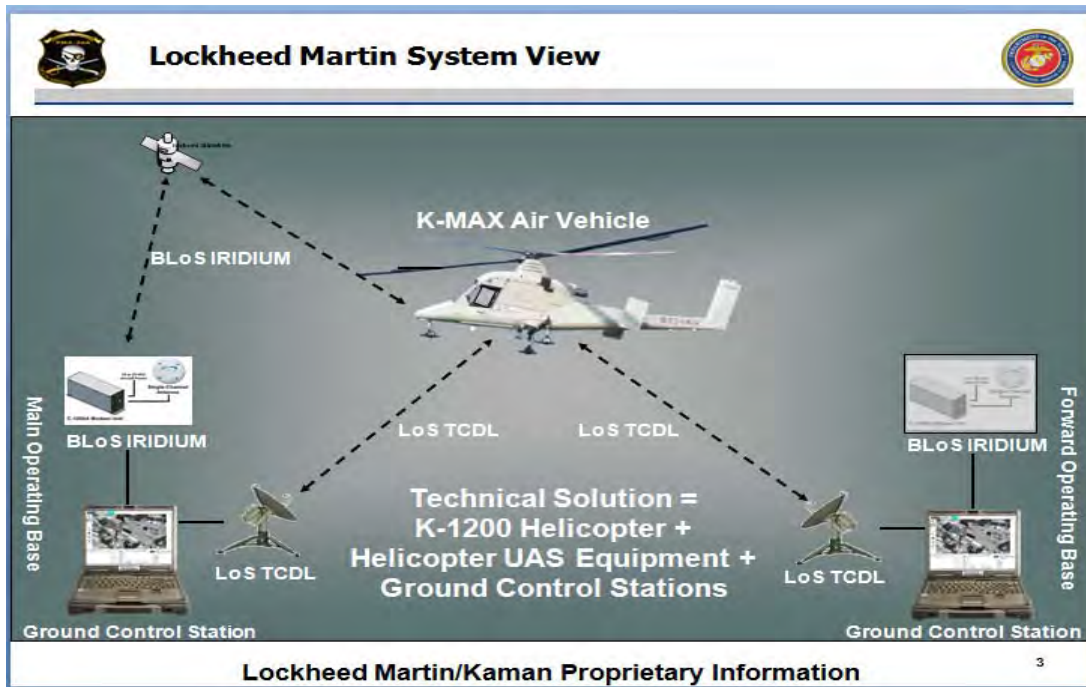 Lockheed Martin System View
K-MAX Air Vehicle
BLoS IRIDIUM
Main Operating Base
BLoS IRIDIUM
LoS TCDL
LoS TCDL
BLoS IRIDIUM
Forward Operating Base
Technical Solution =
K-1200 Helicopter +
Helicopter UAS Equipment +
Ground Control Stations
LoS TCDL
LoS TCDL
Ground Control Station
Ground Control Station
Lockheed Martin/Kaman Proprietary Information
3